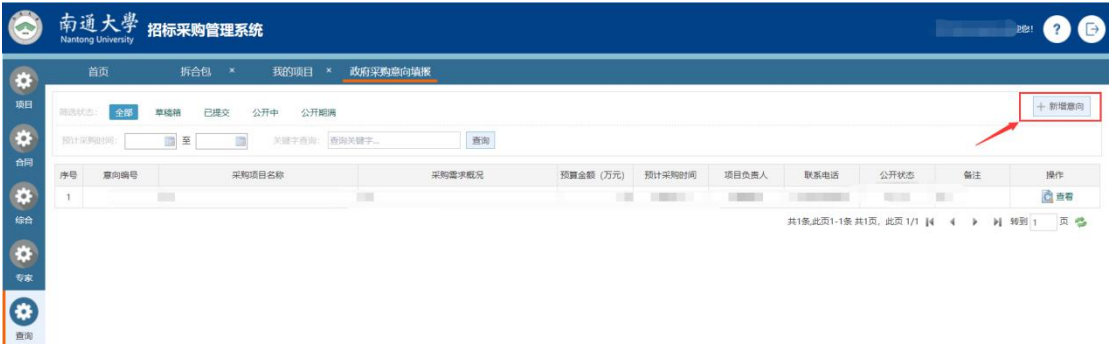 南通大學 招标采购管理系统
Nantong University
您好! ?
首页 拆合包 × 我的项目 × 政府采购意向填报
项目
筛选状态: 全部 草稿箱 已提交 公开中 公开期满
+ 新增意向
预计采购时间: 至 关键字查询: 查询关键字... 查询
合同
序号 意向编号 采购项目名称 采购需求概况 预算金额（万元） 预计采购时间 项目负责人 联系电话 公开状态 备注 操作
1 查看
综合
共1条,此页1-1条 共1页, 此页 1/1 转到 1 页
专家
查询